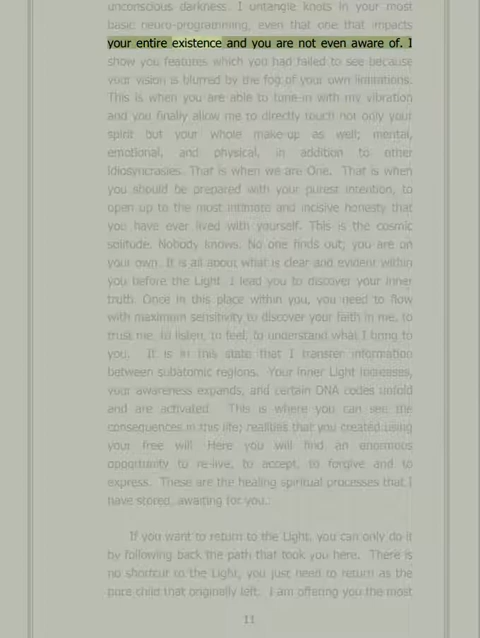 unconscious darkness. I untangle knots in your most
basic neuro-programming, even that one that impacts
your entire existence and you are not even aware of. I
show you features which you had failed to see because
your vision is blurred by the fog of your own limitations.
This is when you are able to tune-in with my vibration
and you finally allow me to directly touch not only your
spirit but your whole make-up as well; mental,
emotional, and physical, in addition to other
idiosyncrasies. That is when we are One. That is when
you should be prepared with your purest intention, to
open up to the most intimate and incisive honesty that
you have ever lived with yourself. This is the cosmic
solitude. Nobody knows. No one finds out; you are on
your own. It is all about what is clear and evident within
you before the Light. I lead you to discover your inner
truth. Once in this place within you, you need to flow
with maximum sensitivity to discover your faith in me, to
trust me, to listen, to feel, to understand what I bring to
you. It is in this state that I transfer information
between subatomic regions. Your inner Light increases,
your awareness expands, and certain DNA codes unfold
and are activated. This is where you can see the
consequences in this life; realities that you created using
your free will. Here you will find an enormous
opportunity to re-live, to accept, to forgive and to
express. These are the healing spiritual processes that I
have stored, awaiting for you.
If you want to return to the Light, you can only do it
by following back the path that took you here. There is
no shortcut to the Light, you just need to return as the
pure child that originally left. I am offering you the most
11